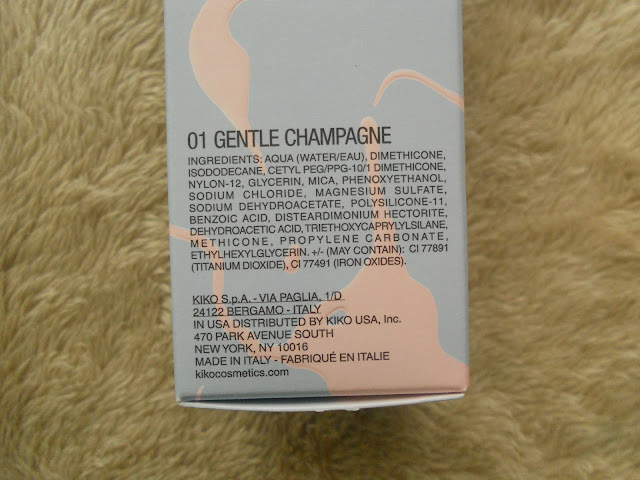 01 GENTLE CHAMPAGNE
INGREDIENTS: AQUA (WATER/EAU), DIMETHICONE,
ISODODECANE, CETYL PEG/PPG-10/1 DIMETHICONE,
NYLON-12, GLYCERIN, MICA, PHENOXYETHANOL,
SODIUM CHLORIDE, MAGNESIUM SULFATE,
SODIUM DEHYDROACETATE, POLYSILICONE-11,
BENZOIC ACID, DISTEARDIMONIUM HECTORITE,
DEHYDROACETIC ACID, TRIETHOXYCAPRYLYLSILANE,
METHICONE, PROPYLENE CARBONATE,
ETHYLHEXYLGLYCERIN. +/- (MAY CONTAIN): CI 77891
(TITANIUM DIOXIDE), CI 77491 (IRON OXIDES).
KIKO S.p.A. - VIA PAGLIA, 1/D
24122 BERGAMO - ITALY
IN USA DISTRIBUTED BY KIKO USA, Inc.
470 PARK AVENUE SOUTH
NEW YORK, NY 10016
MADE IN ITALY - FABRIQUÉ EN ITALIE
kikocosmetics.com